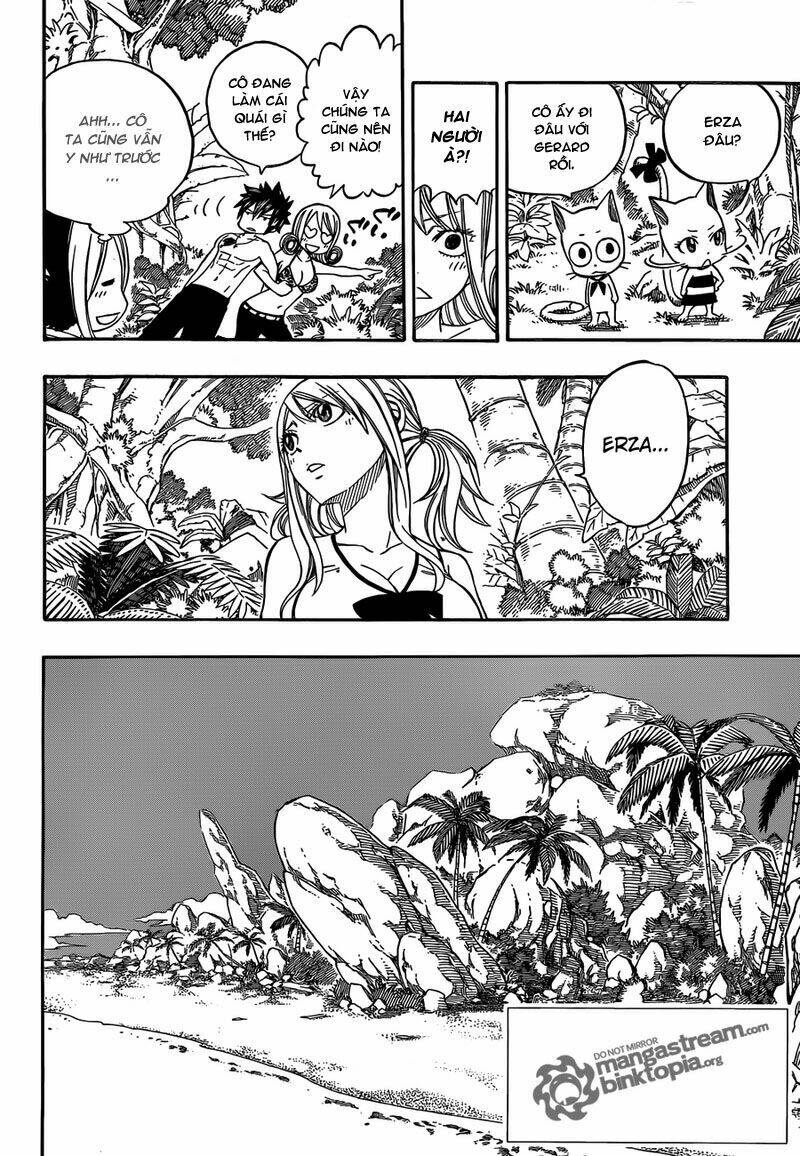 ERZA
ĐÂU?
CÔ ẤY ĐI
ĐÂU VỚI
GERARD
RỒI.
HAI
NGƯỜI
À?!
VẬY
CHÚNG TA
CŨNG NÊN
ĐI NÀO!
CÔ ĐANG
LÀM CÁI
QUÁI GÌ
THẾ?
AHH... CÔ
TA CŨNG VẪN
Y NHƯ TRƯỚC
...
ERZA...
DO NOT MIRROR
mangastream.com
binktopia.org